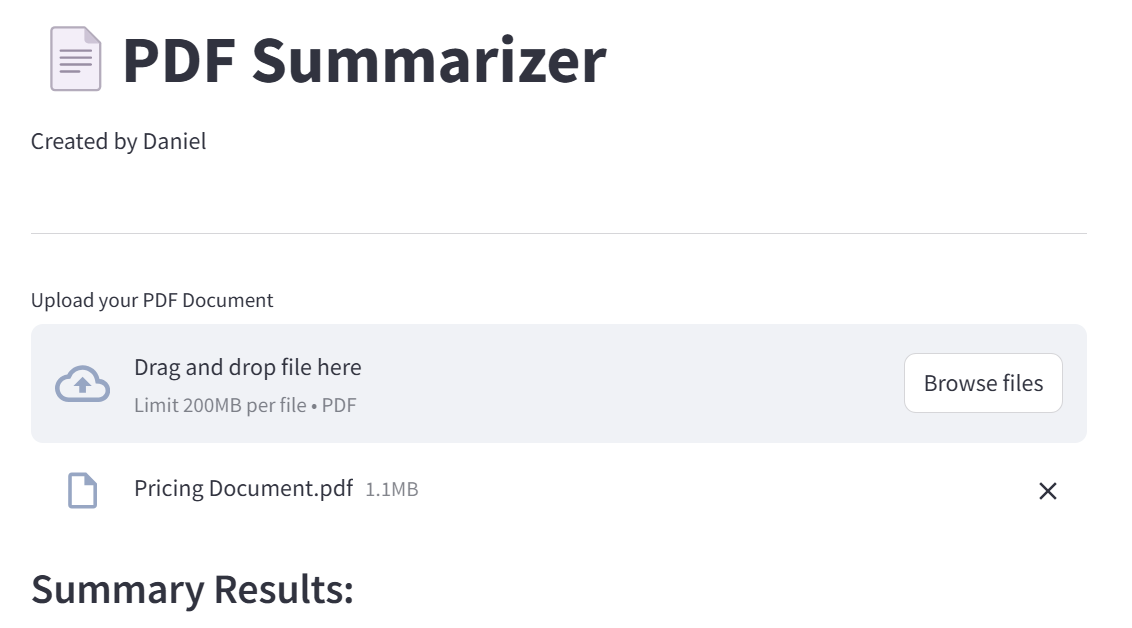 PDF Summarizer
Created by Daniel
Upload your PDF Document
Drag and drop file here
Limit 200MB per file • PDF
Browse files
Pricing Document.pdf 1.1MB
Summary Results: